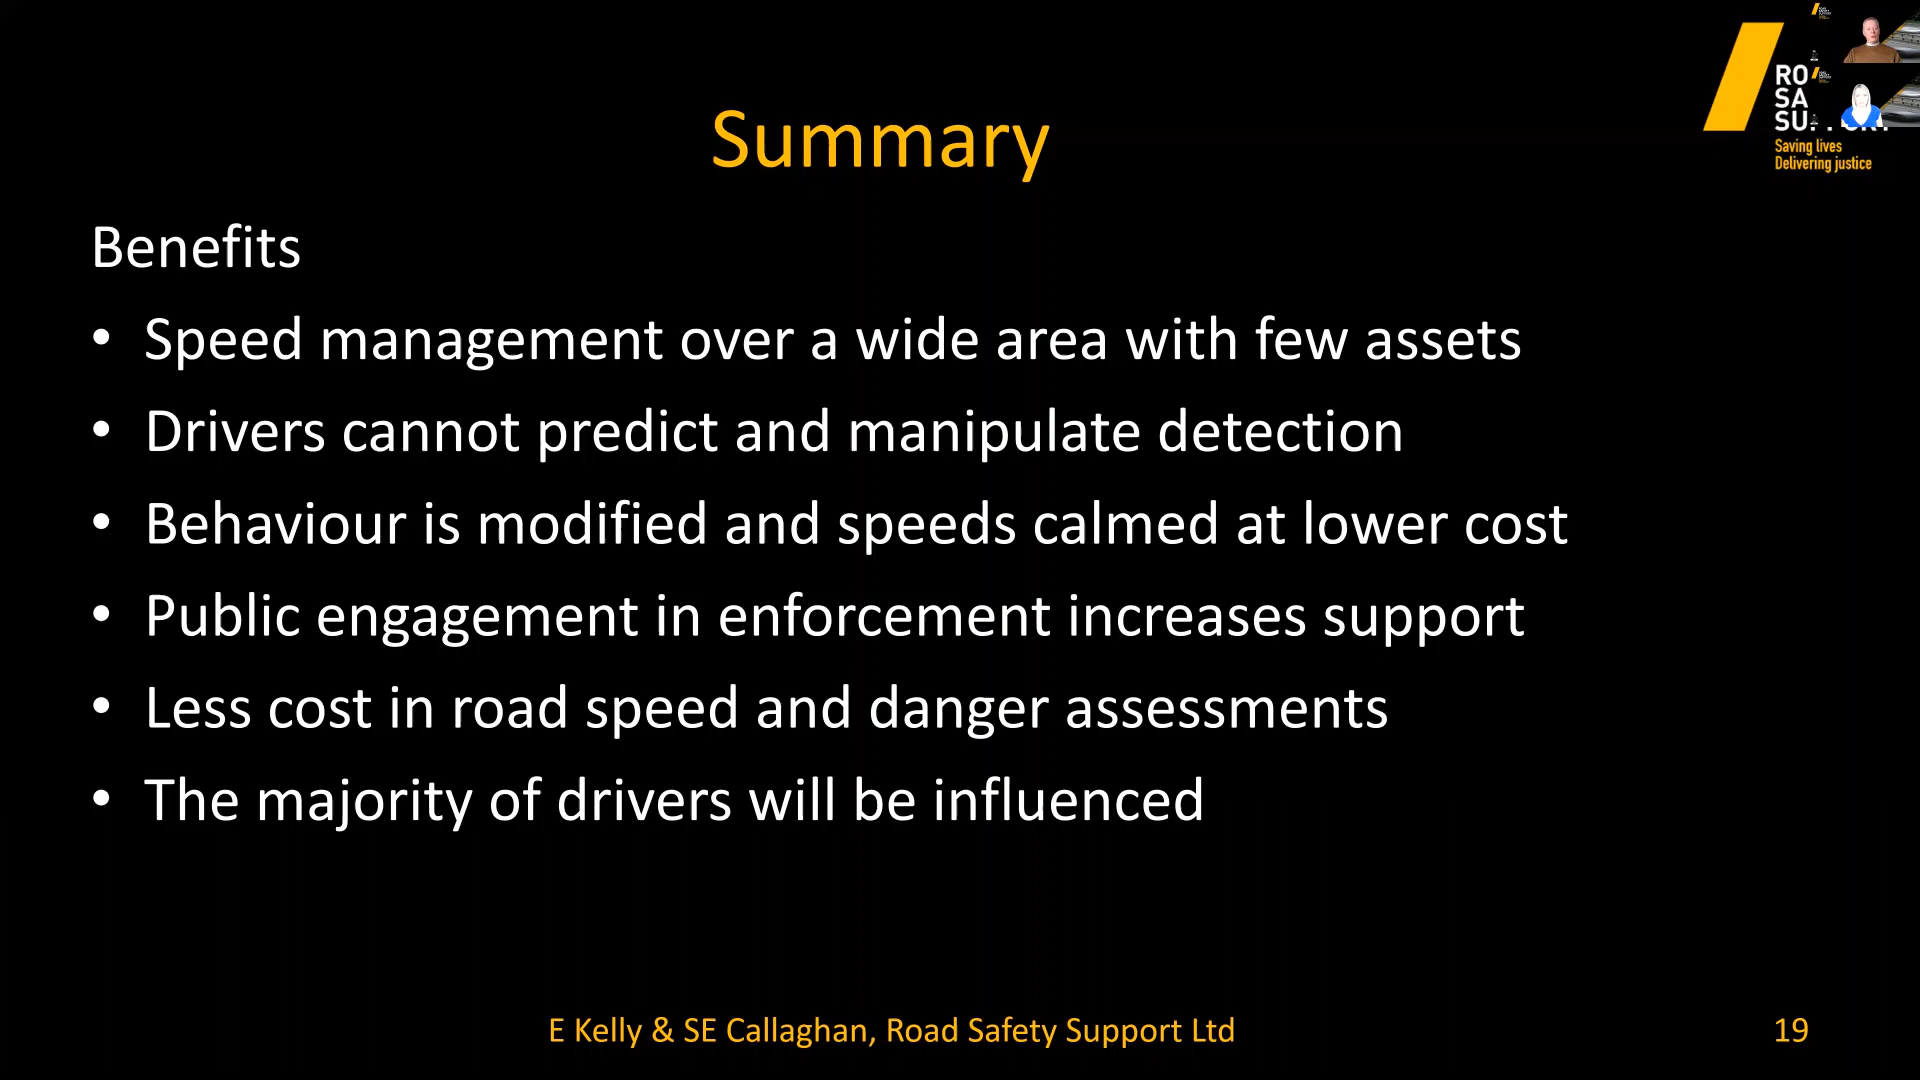 Summary
RO
SA
SU
Saving lives
Delivering justice
Benefits
• Speed management over a wide area with few assets
• Drivers cannot predict and manipulate detection
• Behaviour is modified and speeds calmed at lower cost
• Public engagement in enforcement increases support
• Less cost in road speed and danger assessments
• The majority of drivers will be influenced
E Kelly & SE Callaghan, Road Safety Support Ltd
19